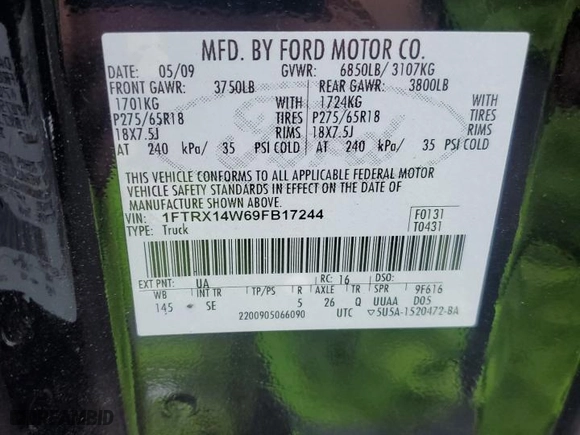 MFD. BY FORD MOTOR CO.
DATE: 05/09 GVWR: 6850LB/ 3107KG
FRONT GAWR: 3750LB REAR GAWR: 3800LB
1701KG WITH 1724KG WITH
P275/65R18 TIRES P275/65R18 TIRES
18X7.5J RIMS 18X7.5J RIMS
AT 240 kPa/ 35 PSI COLD AT 240 kPa/ 35 PSI COLD
THIS VEHICLE CONFORMS TO ALL APPLICABLE FEDERAL MOTOR
VEHICLE SAFETY STANDARDS IN EFFECT ON THE DATE OF
MANUFACTURE SHOWN ABOVE.
VIN: 1FTRX14W69FB17244 F0131
TYPE: Truck T0431
EXT PNT: UA RC: 16 DSO:
WB INT TR TP/PS R AXLE TR SPR 9F616
145 SE 5 26 Q UUAA D05
2200905066090 UTC 5U5A-1520472-BA
DREAMBID